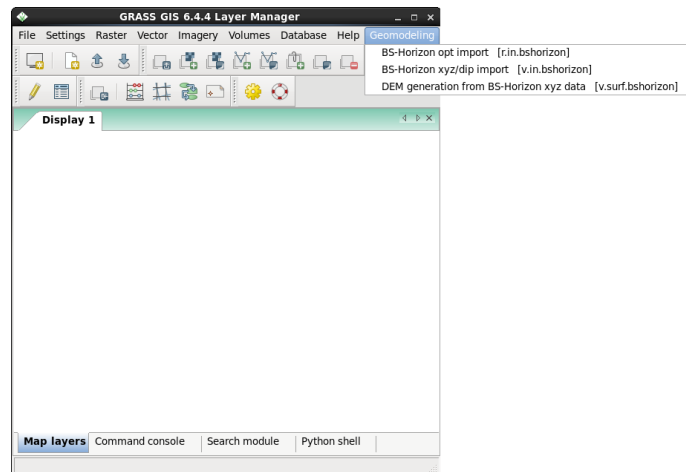 GRASS GIS 6.4.4 Layer Manager
File Settings Raster Vector Imagery Volumes Database Help Geomodeling
BS-Horizon opt import [r.in.bshorizon]
BS-Horizon xyz/dip import [v.in.bshorizon]
DEM generation from BS-Horizon xyz data [v.surf.bshorizon]
Display 1
Map layers Command console Search module Python shell